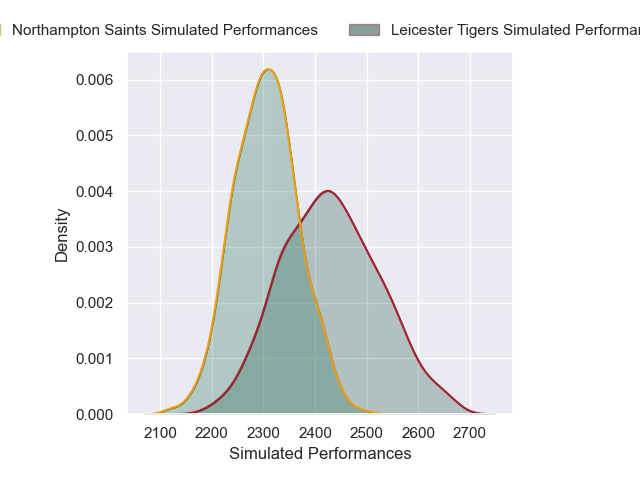 Northampton Saints Simulated Performances
Leicester Tigers Simulated
0.006
0.005
0.004
0.003
0.002
0.001
0.000
Density
2100 2200 2300 2400 2500 2600 2700
Simulated Performances